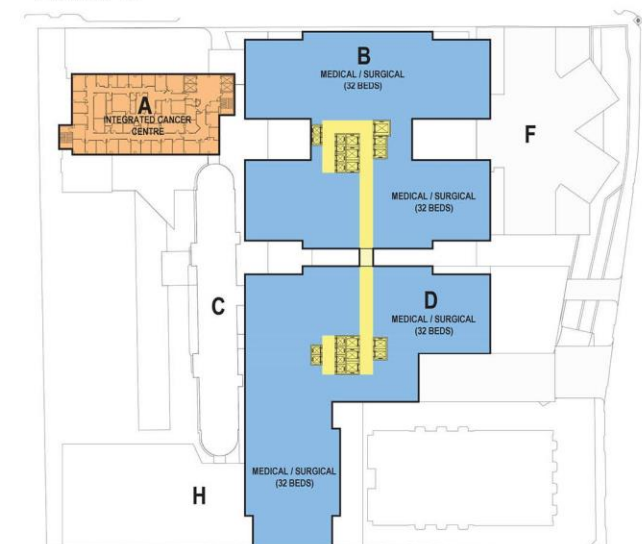 B
MEDICAL / SURGICAL
(32 BEDS)
A
INTEGRATED CANCER
CENTRE
F
MEDICAL / SURGICAL
(32 BEDS)
C
D
MEDICAL / SURGICAL
(32 BEDS)
MEDICAL / SURGICAL
(32 BEDS)
H